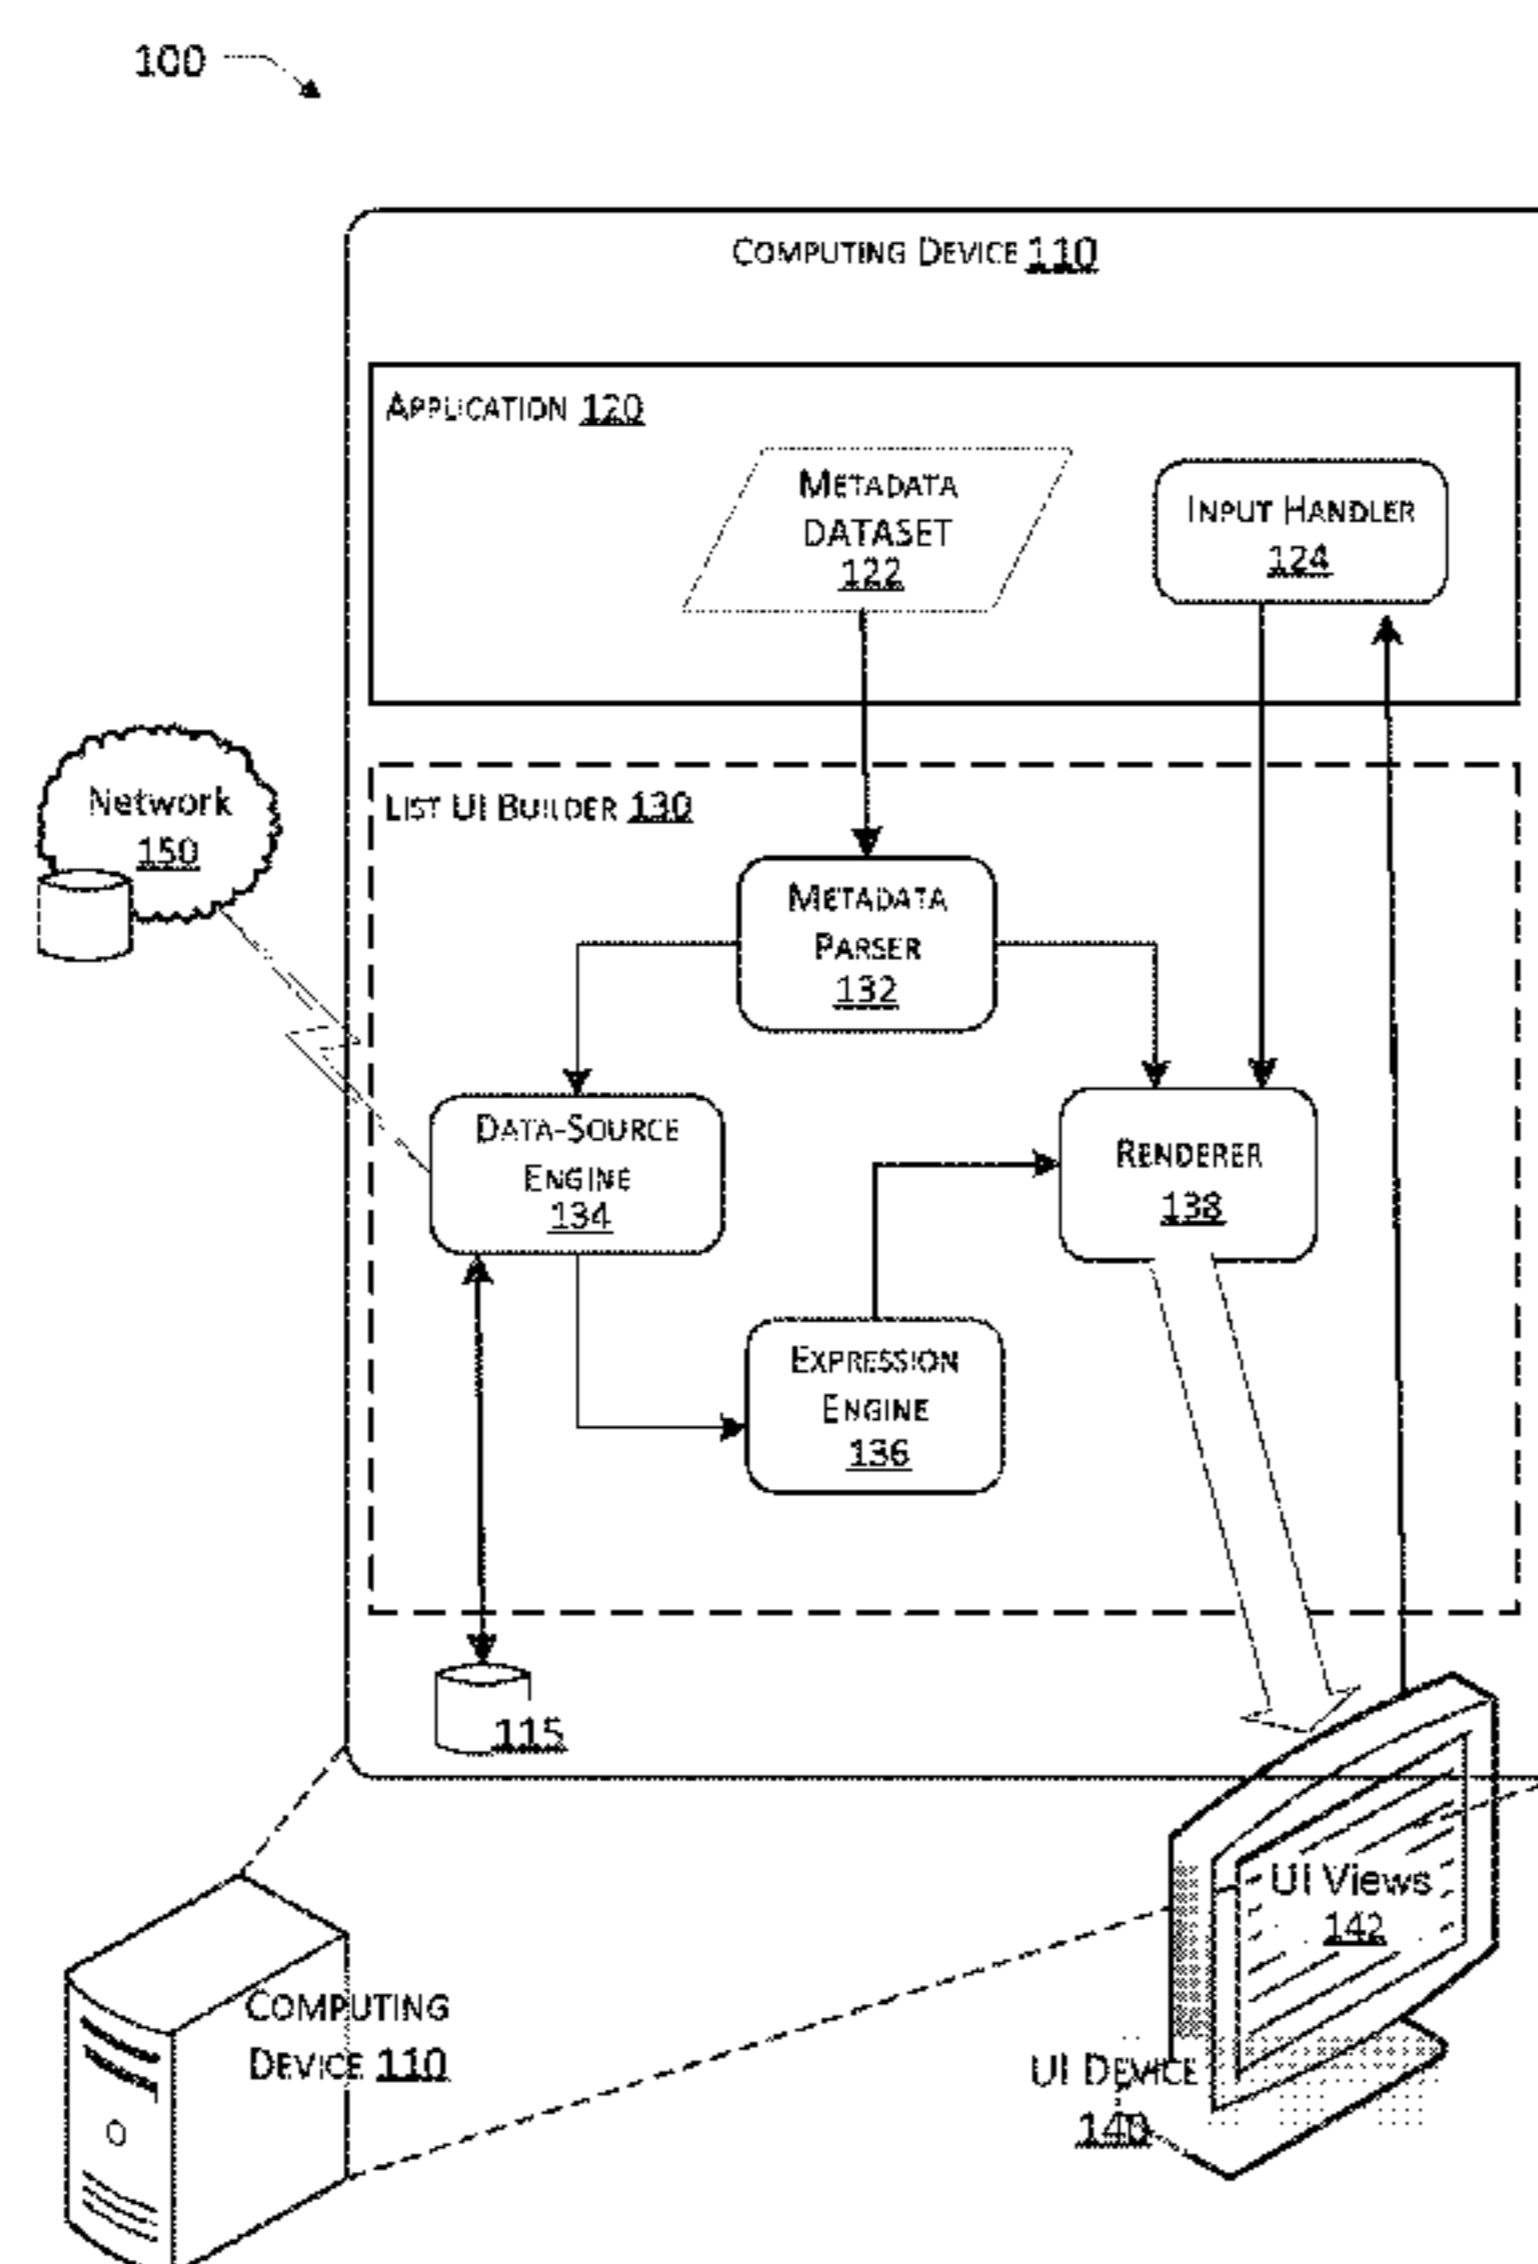 100
COMPUTING DEVICE 110
APPLICATION 120
METADATA
DATASET
122
INPUT HANDLER
124
Network
150
LIST UI BUILDER 130
METADATA
PARSER
132
DATA-SOURCE
ENGINE
134
RENDERER
138
EXPRESSION
ENGINE
136
115
UI Views
142
COMPUTING
DEVICE 110
UI DEVICE
140